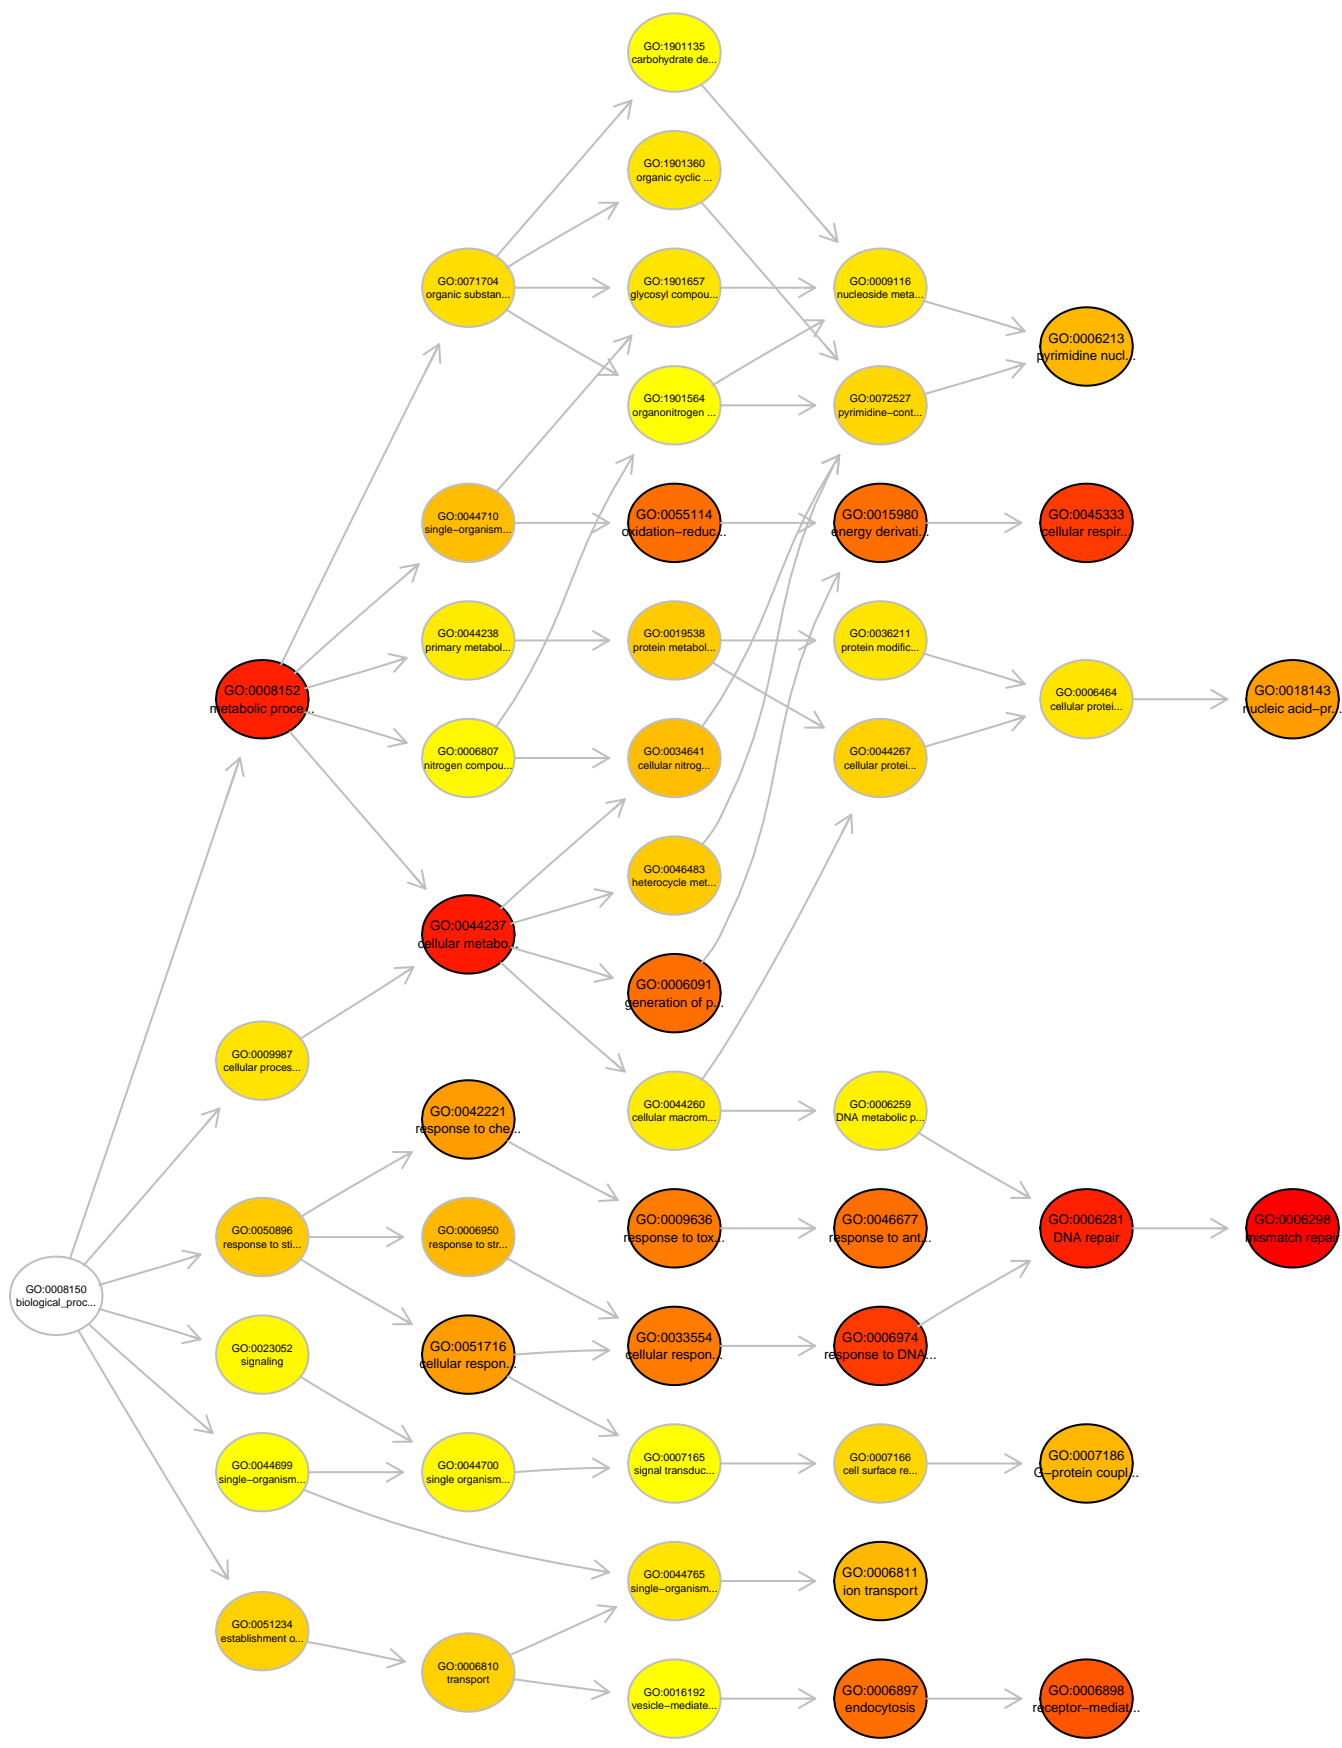 GO:1901135
carbohydrate de...
GO:1901360
organic cyclic ...
GO:0071704
organic substan...
GO:1901657
glycosyl compou...
GO:0009116
nucleoside meta...
GO:0006213
pyrimidine nucl...
GO:1901564
organonitrogen ...
GO:0072527
pyrimidine−cont...
GO:0044710
single−organism...
GO:0055114
oxidation−reduc...
GO:0015980
energy derivati...
GO:0045333
cellular respir...
GO:0044238
primary metabol...
GO:0019538
protein metabol...
GO:0036211
protein modific...
GO:0008152
metabolic proce...
GO:0006464
cellular protei...
GO:0018143
nucleic acid−pr...
GO:0006807
nitrogen compou...
GO:0034641
cellular nitrog...
GO:0044267
cellular protei...
GO:0046483
heterocycle met...
GO:0044237
cellular metabo...
GO:0006091
generation of p...
GO:0009987
cellular proces...
GO:0042221
response to che...
GO:0044260
cellular macrom...
GO:0006259
DNA metabolic p...
GO:0050896
response to sti...
GO:0006950
response to str...
GO:0009636
response to tox...
GO:0046677
response to ant...
GO:0006281
DNA repair
GO:0006298
mismatch repair
GO:0008150
biological_proc...
GO:0023052
signaling
GO:0051716
cellular respon...
GO:0033554
cellular respon...
GO:0006974
response to DNA...
GO:0044699
single−organism...
GO:0044700
single organism...
GO:0007165
signal transduc...
GO:0007166
cell surface re...
GO:0007186
G−protein coupl...
GO:0044765
single−organism...
GO:0006811
ion transport
GO:0051234
establishment o...
GO:0006810
transport
GO:0016192
vesicle−mediate...
GO:0006897
endocytosis
GO:0006898
receptor−mediat...